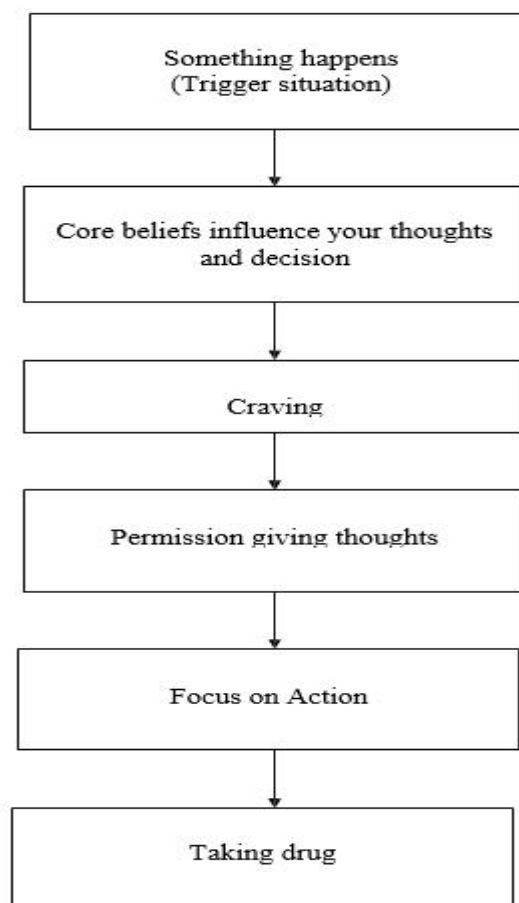 Something happens
(Trigger situation)
Core beliefs influence your thoughts
and decision
Craving
Permission giving thoughts
Focus on Action
Taking drug